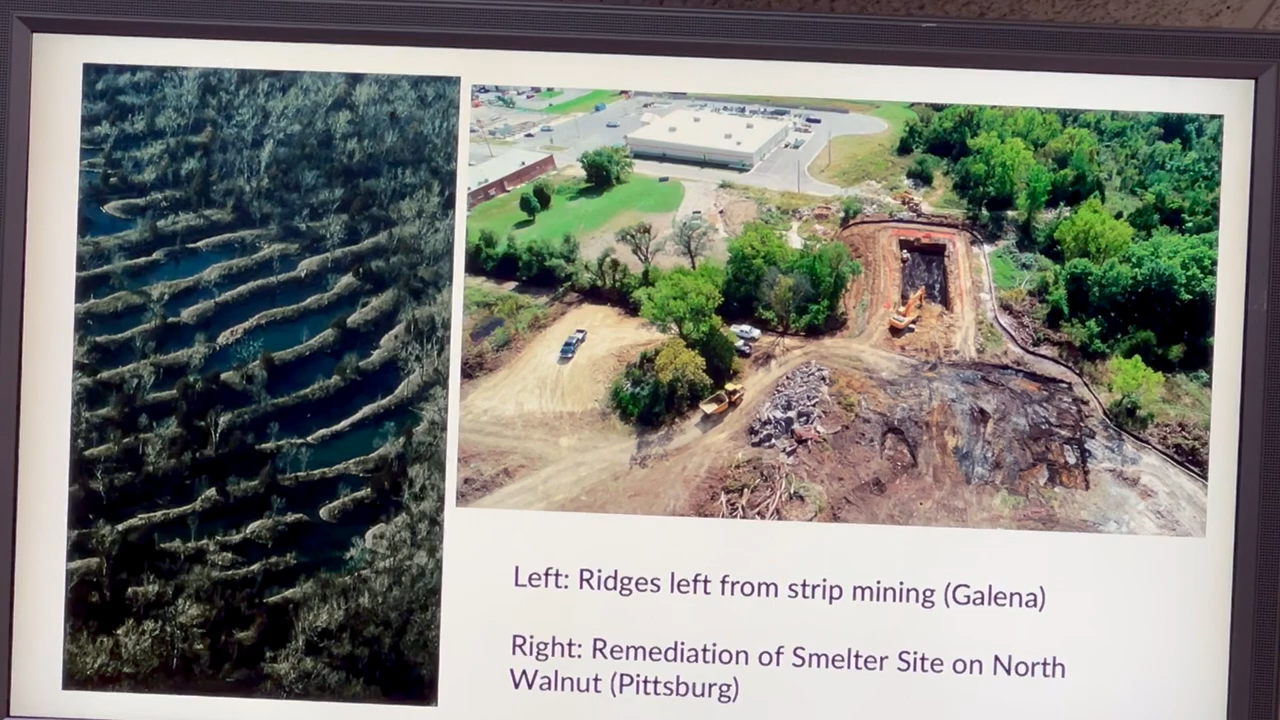 Left: Ridges left from strip mining (Galena)
Right: Remediation of Smelter Site on North
Walnut (Pittsburg)